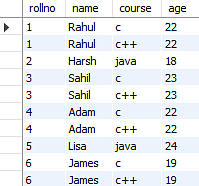 rollno name course age
1 Rahul c 22
1 Rahul c++ 22
2 Harsh java 18
3 Sahil c 23
3 Sahil c++ 23
4 Adam c 22
4 Adam c++ 22
5 Lisa java 24
6 James c 19
6 James c++ 19